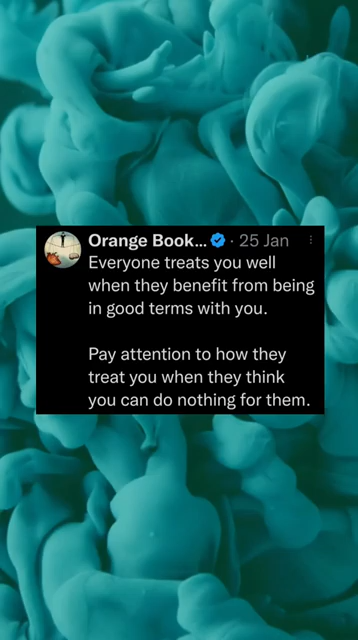 Orange Book... · 25 Jan
Everyone treats you well
when they benefit from being
in good terms with you.
Pay attention to how they
treat you when they think
you can do nothing for them.